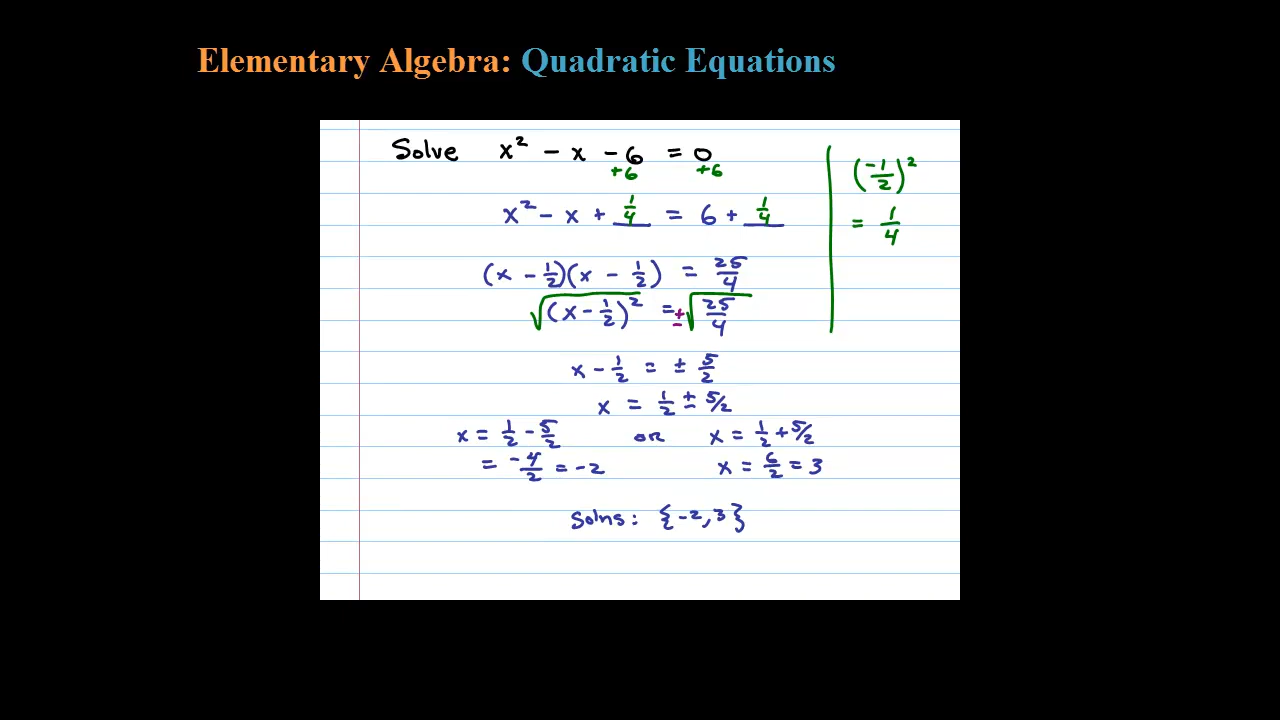 Elementary Algebra: Quadratic Equations
Solve x² - x - 6 = 0
+6 +6
x² - x + 1/4 = 6 + 1/4
(x - 1/2)(x - 1/2) = 25/4
√(x - 1/2)² = ±√25/4
x - 1/2 = ± 5/2
x = 1/2 ± 5/2
x = 1/2 - 5/2 or x = 1/2 + 5/2
= -4/2 = -2 x = 6/2 = 3
Solns: {-2, 3}
(-1/2)²
= 1/4